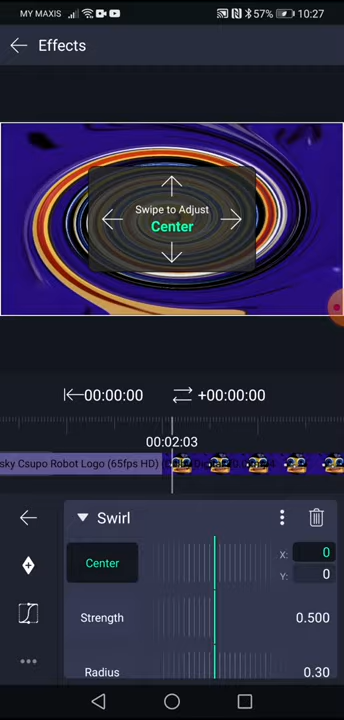 MY MAXIS 57% 10:27
Effects
Swipe to Adjust
Center
00:00:00 +00:00:00
00:02:03
sky Csupo Robot Logo (65fps HD)
Swirl
Center X: 0
Y: 0
Strength 0.500
Radius 0.30